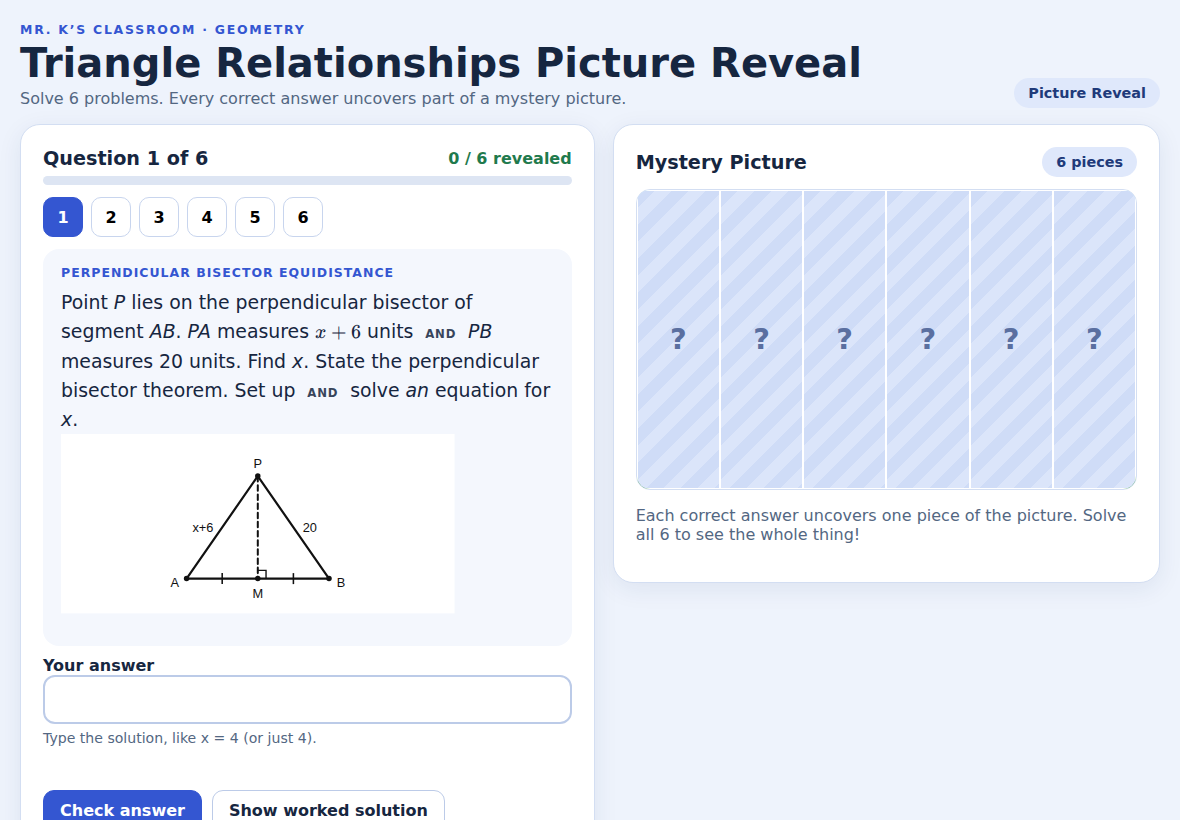 MR. K’S CLASSROOM · GEOMETRY
Triangle Relationships Picture Reveal
Solve 6 problems. Every correct answer uncovers part of a mystery picture.
Picture Reveal
Question 1 of 6
0 / 6 revealed
1 2 3 4 5 6
PERPENDICULAR BISECTOR EQUIDISTANCE
Point P lies on the perpendicular bisector of
segment AB. PA measures x + 6 units AND PB
measures 20 units. Find x. State the perpendicular
bisector theorem. Set up AND solve an equation for
x.
P
x+6 20
A B
M
Your answer
Type the solution, like x = 4 (or just 4).
Check answer Show worked solution
Mystery Picture
6 pieces
? ? ? ? ? ?
Each correct answer uncovers one piece of the picture. Solve
all 6 to see the whole thing!